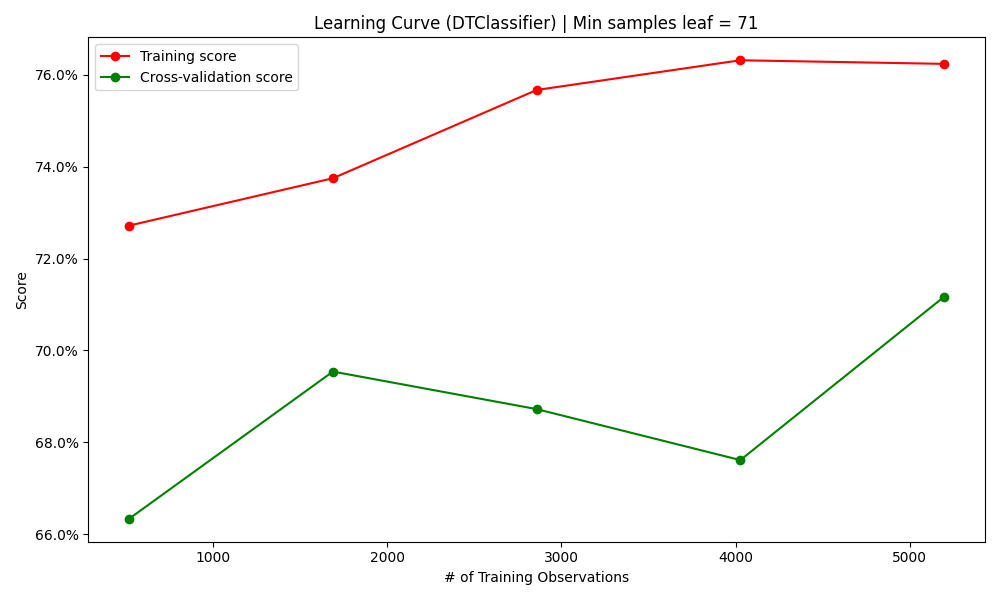 Learning Curve (DTClassifier) | Min samples leaf = 71
Training score
Cross-validation score
76.0%
74.0%
72.0%
70.0%
68.0%
66.0%
Score
1000 2000 3000 4000 5000
# of Training Observations